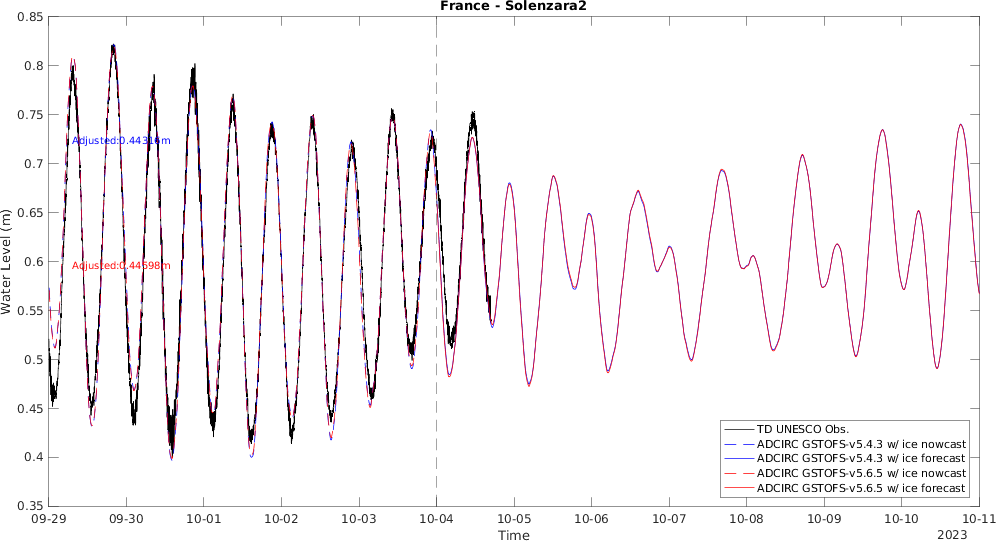 France - Solenzara2
0.85
0.8
0.75
0.7
0.65
0.6
0.55
0.5
0.45
0.4
0.35
Water Level (m)
Adjusted:0.44316m
Adjusted:0.44698m
TD UNESCO Obs.
ADCIRC GSTOFS-v5.4.3 w/ ice nowcast
ADCIRC GSTOFS-v5.4.3 w/ ice forecast
ADCIRC GSTOFS-v5.6.5 w/ ice nowcast
ADCIRC GSTOFS-v5.6.5 w/ ice forecast
09-29 09-30 10-01 10-02 10-03 10-04 10-05 10-06 10-07 10-08 10-09 10-10 10-11
Time
2023